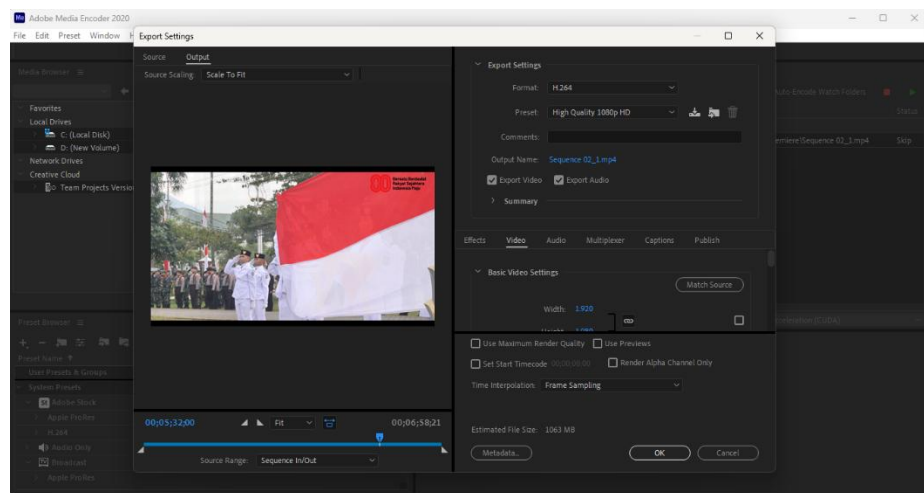 Adobe Media Encoder 2020
File Edit Preset Window
Export Settings
Source Output
Source Scaling: Scale To Fit
Media Browser
Favorites
Local Drives
C: (Local Disk)
D: (New Volume)
Network Drives
Creative Cloud
Team Projects Versio
Preset Browser
Preset Name
User Presets & Groups
System Presets
Adobe Stock
Apple ProRes
H.264
Audio Only
Broadcast
Apple ProRes
00;05;32;00
Fit
00;06;58;21
Source Range: Sequence In/Out
Export Settings
Format: H.264
Preset: High Quality 1080p HD
Comments:
Output Name: Sequence 02_1.mp4
Export Video Export Audio
Summary
Effects Video Audio Multiplexer Captions Publish
Basic Video Settings
Match Source
Width: 1.920
Use Maximum Render Quality Use Previews
Set Start Timecode 00;00;00;00 Render Alpha Channel Only
Time Interpolation: Frame Sampling
Estimated File Size: 1063 MB
Metadata...
OK
Cancel
Auto-Encode Watch Folders
Status
emiere\Sequence 02_1.mp4 Skip